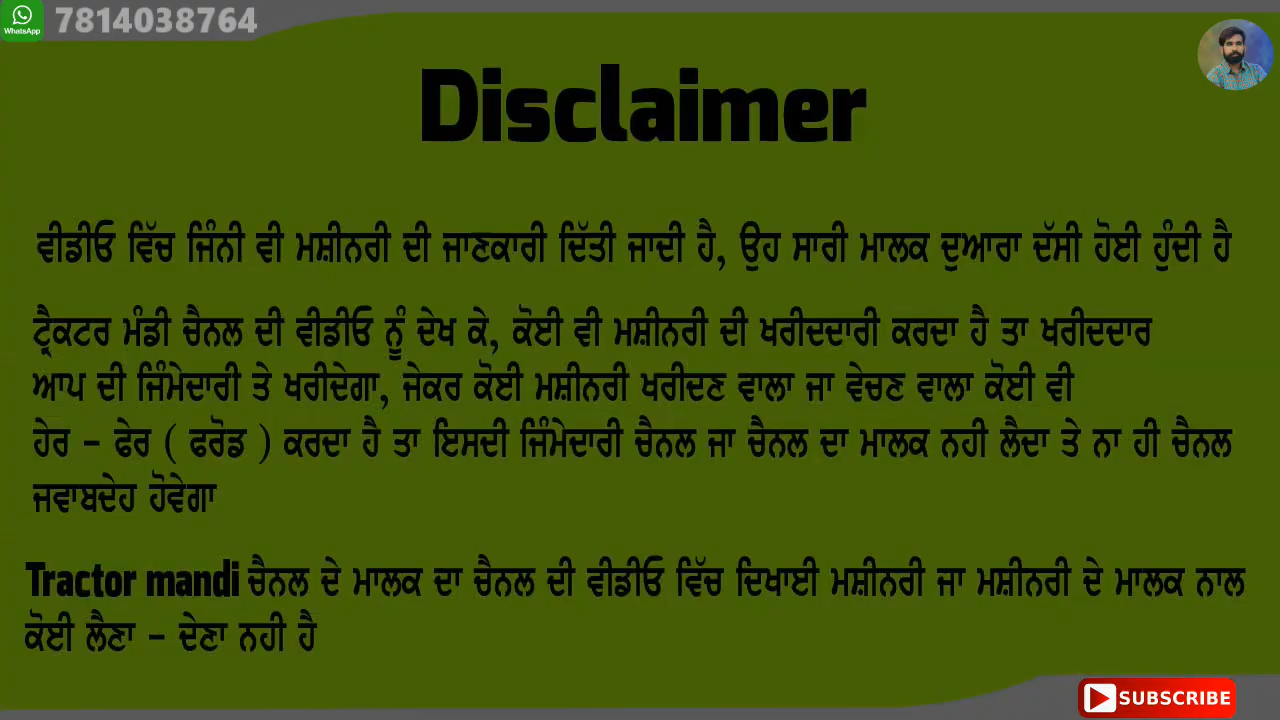 WhatsApp 7814038764
Disclaimer
ਵੀਡੀਓ ਵਿੱਚ ਜਿੰਨੀ ਵੀ ਮਸ਼ੀਨਰੀ ਦੀ ਜਾਣਕਾਰੀ ਦਿੱਤੀ ਜਾਦੀ ਹੈ, ਉਹ ਸਾਰੀ ਮਾਲਕ ਦੁਆਰਾ ਦੱਸੀ ਹੋਈ ਹੁੰਦੀ ਹੈ
ਟ੍ਰੈਕਟਰ ਮੰਡੀ ਚੈਨਲ ਦੀ ਵੀਡੀਓ ਨੂੰ ਦੇਖ ਕੇ, ਕੋਈ ਵੀ ਮਸ਼ੀਨਰੀ ਦੀ ਖਰੀਦਦਾਰੀ ਕਰਦਾ ਹੈ ਤਾ ਖਰੀਦਦਾਰ
ਆਪ ਦੀ ਜਿੰਮੇਦਾਰੀ ਤੇ ਖਰੀਦੇਗਾ, ਜੇਕਰ ਕੋਈ ਮਸ਼ੀਨਰੀ ਖਰੀਦਣ ਵਾਲਾ ਜਾ ਵੇਚਣ ਵਾਲਾ ਕੋਈ ਵੀ
ਹੇਰ - ਫੇਰ ( ਫਰੋਡ ) ਕਰਦਾ ਹੈ ਤਾ ਇਸਦੀ ਜਿੰਮੇਦਾਰੀ ਚੈਨਲ ਜਾ ਚੈਨਲ ਦਾ ਮਾਲਕ ਨਹੀ ਲੈਦਾ ਤੇ ਨਾ ਹੀ ਚੈਨਲ
ਜਵਾਬਦੇਹ ਹੋਵੇਗਾ
Tractor mandi ਚੈਨਲ ਦੇ ਮਾਲਕ ਦਾ ਚੈਨਲ ਦੀ ਵੀਡੀਓ ਵਿੱਚ ਦਿਖਾਈ ਮਸ਼ੀਨਰੀ ਜਾ ਮਸ਼ੀਨਰੀ ਦੇ ਮਾਲਕ ਨਾਲ
ਕੋਈ ਲੈਣਾ - ਦੇਣਾ ਨਹੀ ਹੈ
SUBSCRIBE